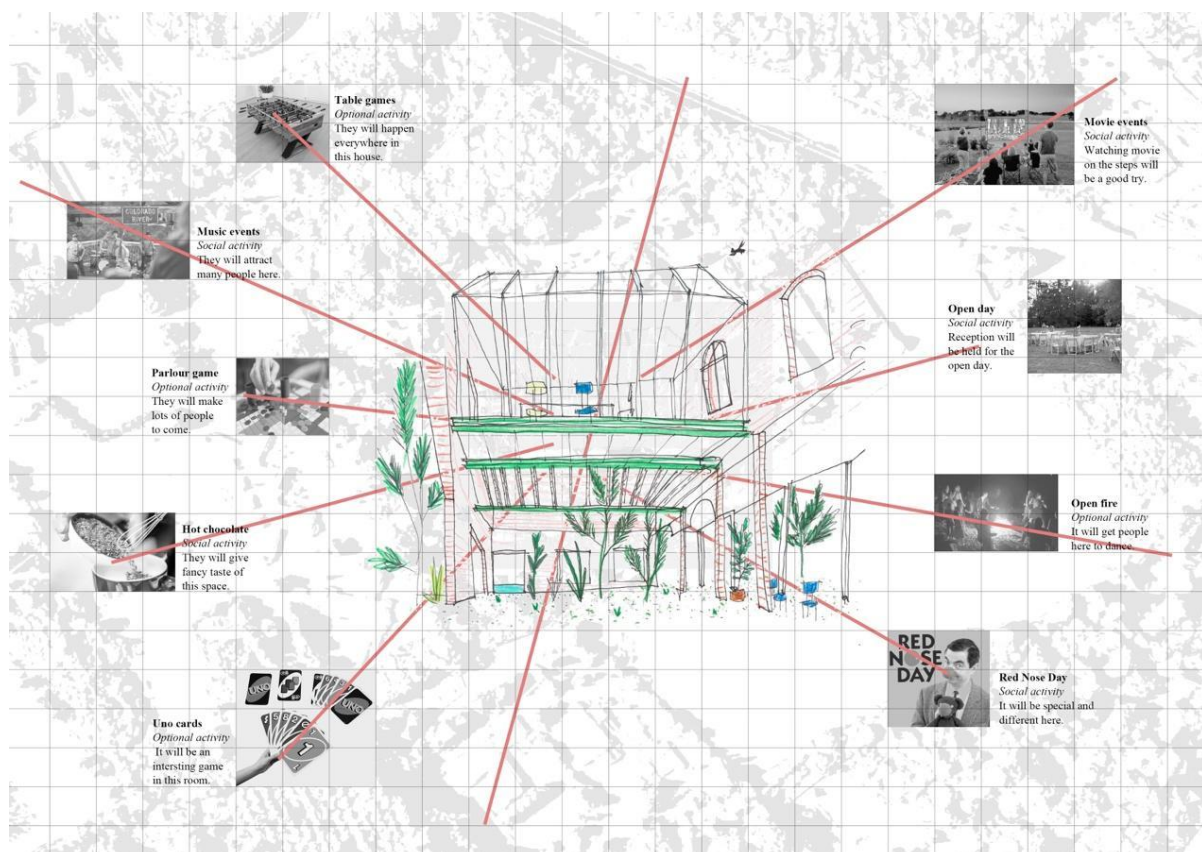 Table games
Optional activity
They will happen
everywhere in
this house.
Movie events
Social activity
Watching movie
on the steps will
be a good try.
COLORADO
RIVER
Music events
Social activity
They will attract
many people here.
Open day
Social activity
Reception will
be held for the
open day.
Parlour game
Optional activity
They will make
lots of people
to come.
Open fire
Optional activity
It will get people
here to dance.
Hot chocolate
Social activity
They will give
fancy taste of
this space.
RED
NOSE
DAY
Red Nose Day
Social activity
It will be special and
different here.
UNO
UNO
1
Uno cards
Optional activity
It will be an
intersting game
in this room.